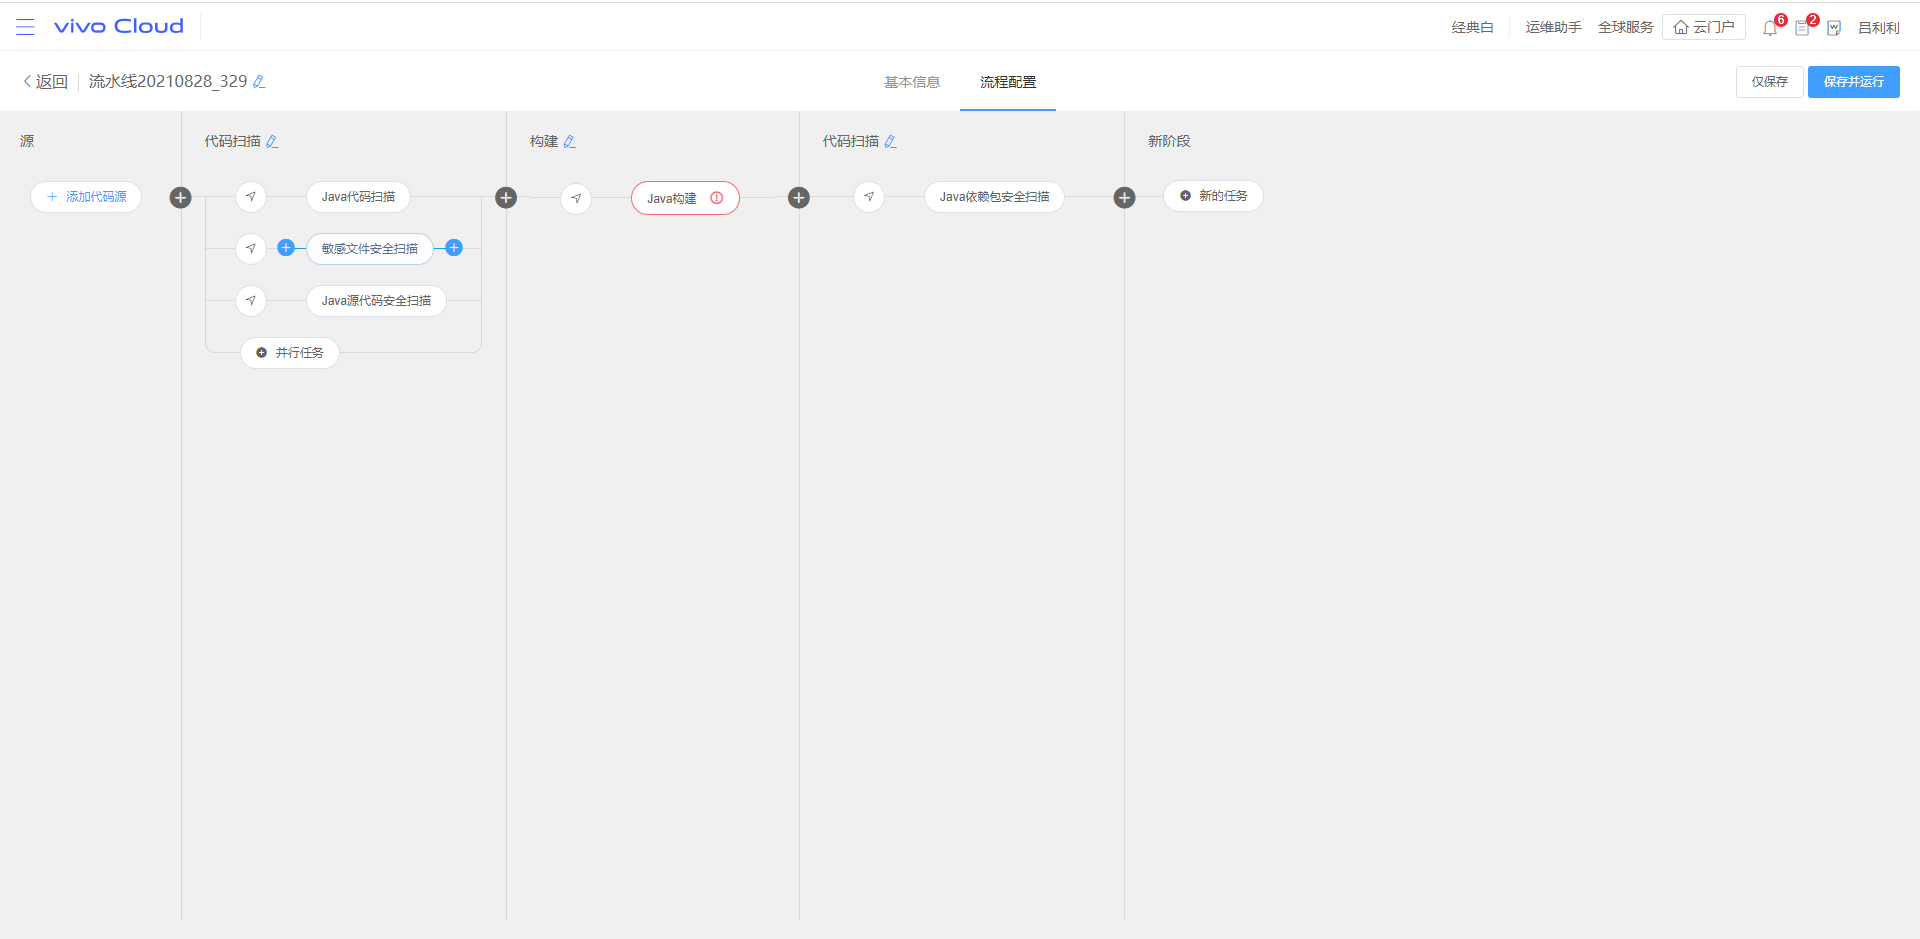 vivo Cloud
经典白
运维助手
全球服务
云门户
6
2
吕利利
返回
流水线20210828_329
基本信息
流程配置
仅保存
保存并运行
源
代码扫描
构建
代码扫描
新阶段
添加代码源
Java代码扫描
Java构建
Java依赖包安全扫描
新的任务
敏感文件安全扫描
Java源代码安全扫描
并行任务